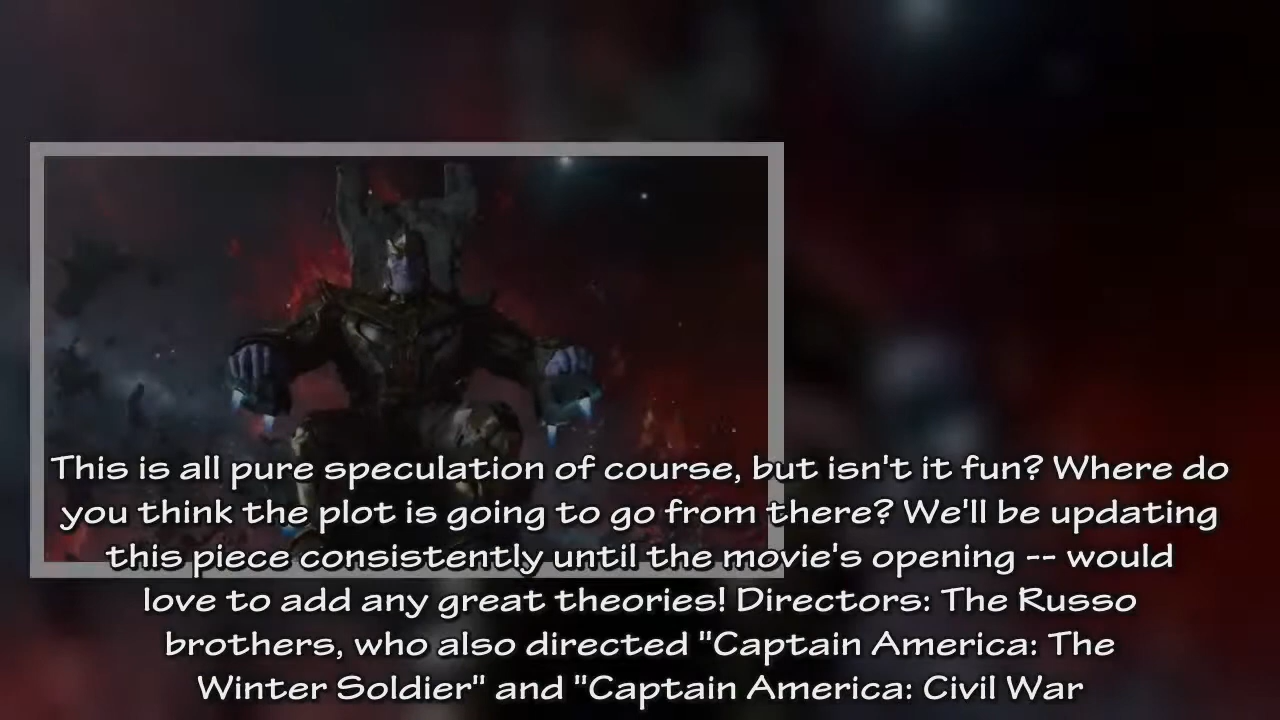 This is all pure speculation of course, but isn't it fun? Where do
you think the plot is going to go from there? We'll be updating
this piece consistently until the movie's opening -- would
love to add any great theories! Directors: The Russo
brothers, who also directed "Captain America: The
Winter Soldier" and "Captain America: Civil War